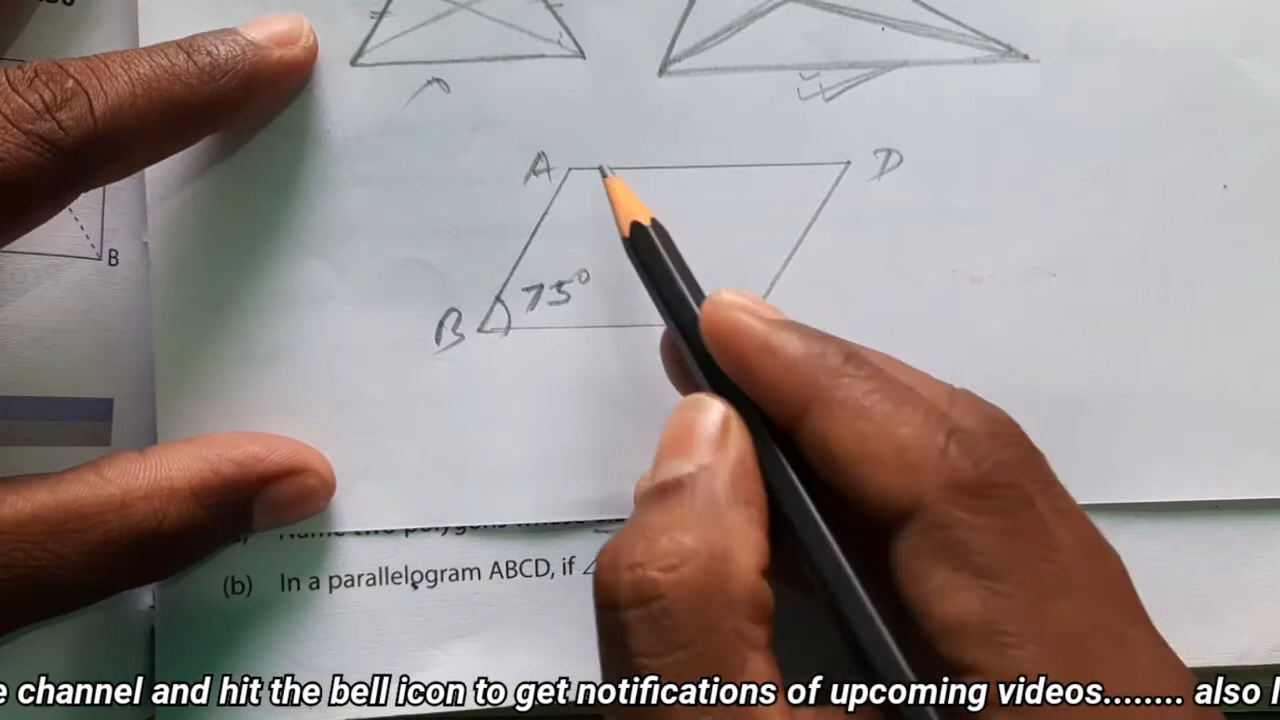 A D
B 75°
B
(b) In a parallelogram ABCD, if ∠
e channel and hit the bell icon to get notifications of upcoming videos........ also